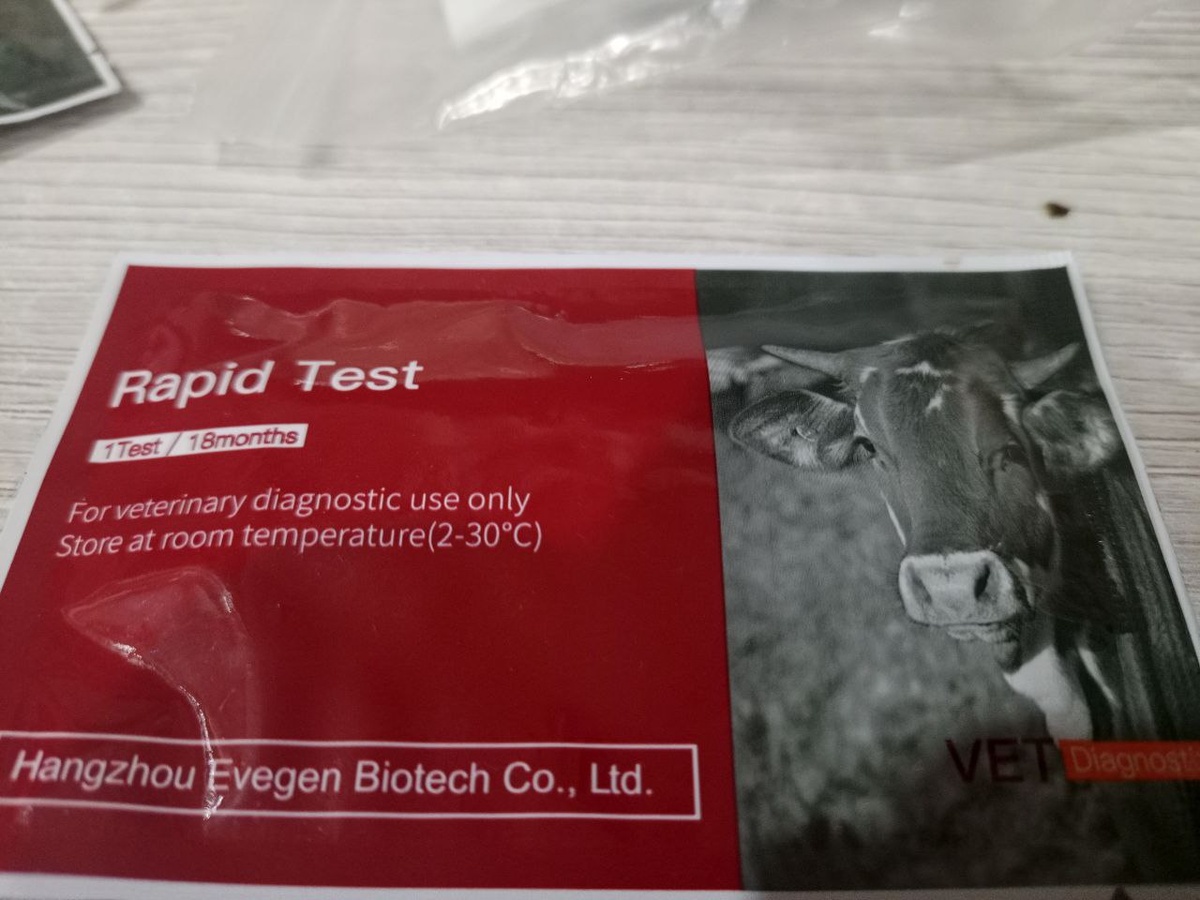 Rapid Test
1Test / 18months
For veterinary diagnostic use only
Store at room temperature(2-30°C)
Hangzhou Evegen Biotech Co., Ltd.
VET Diagnosti